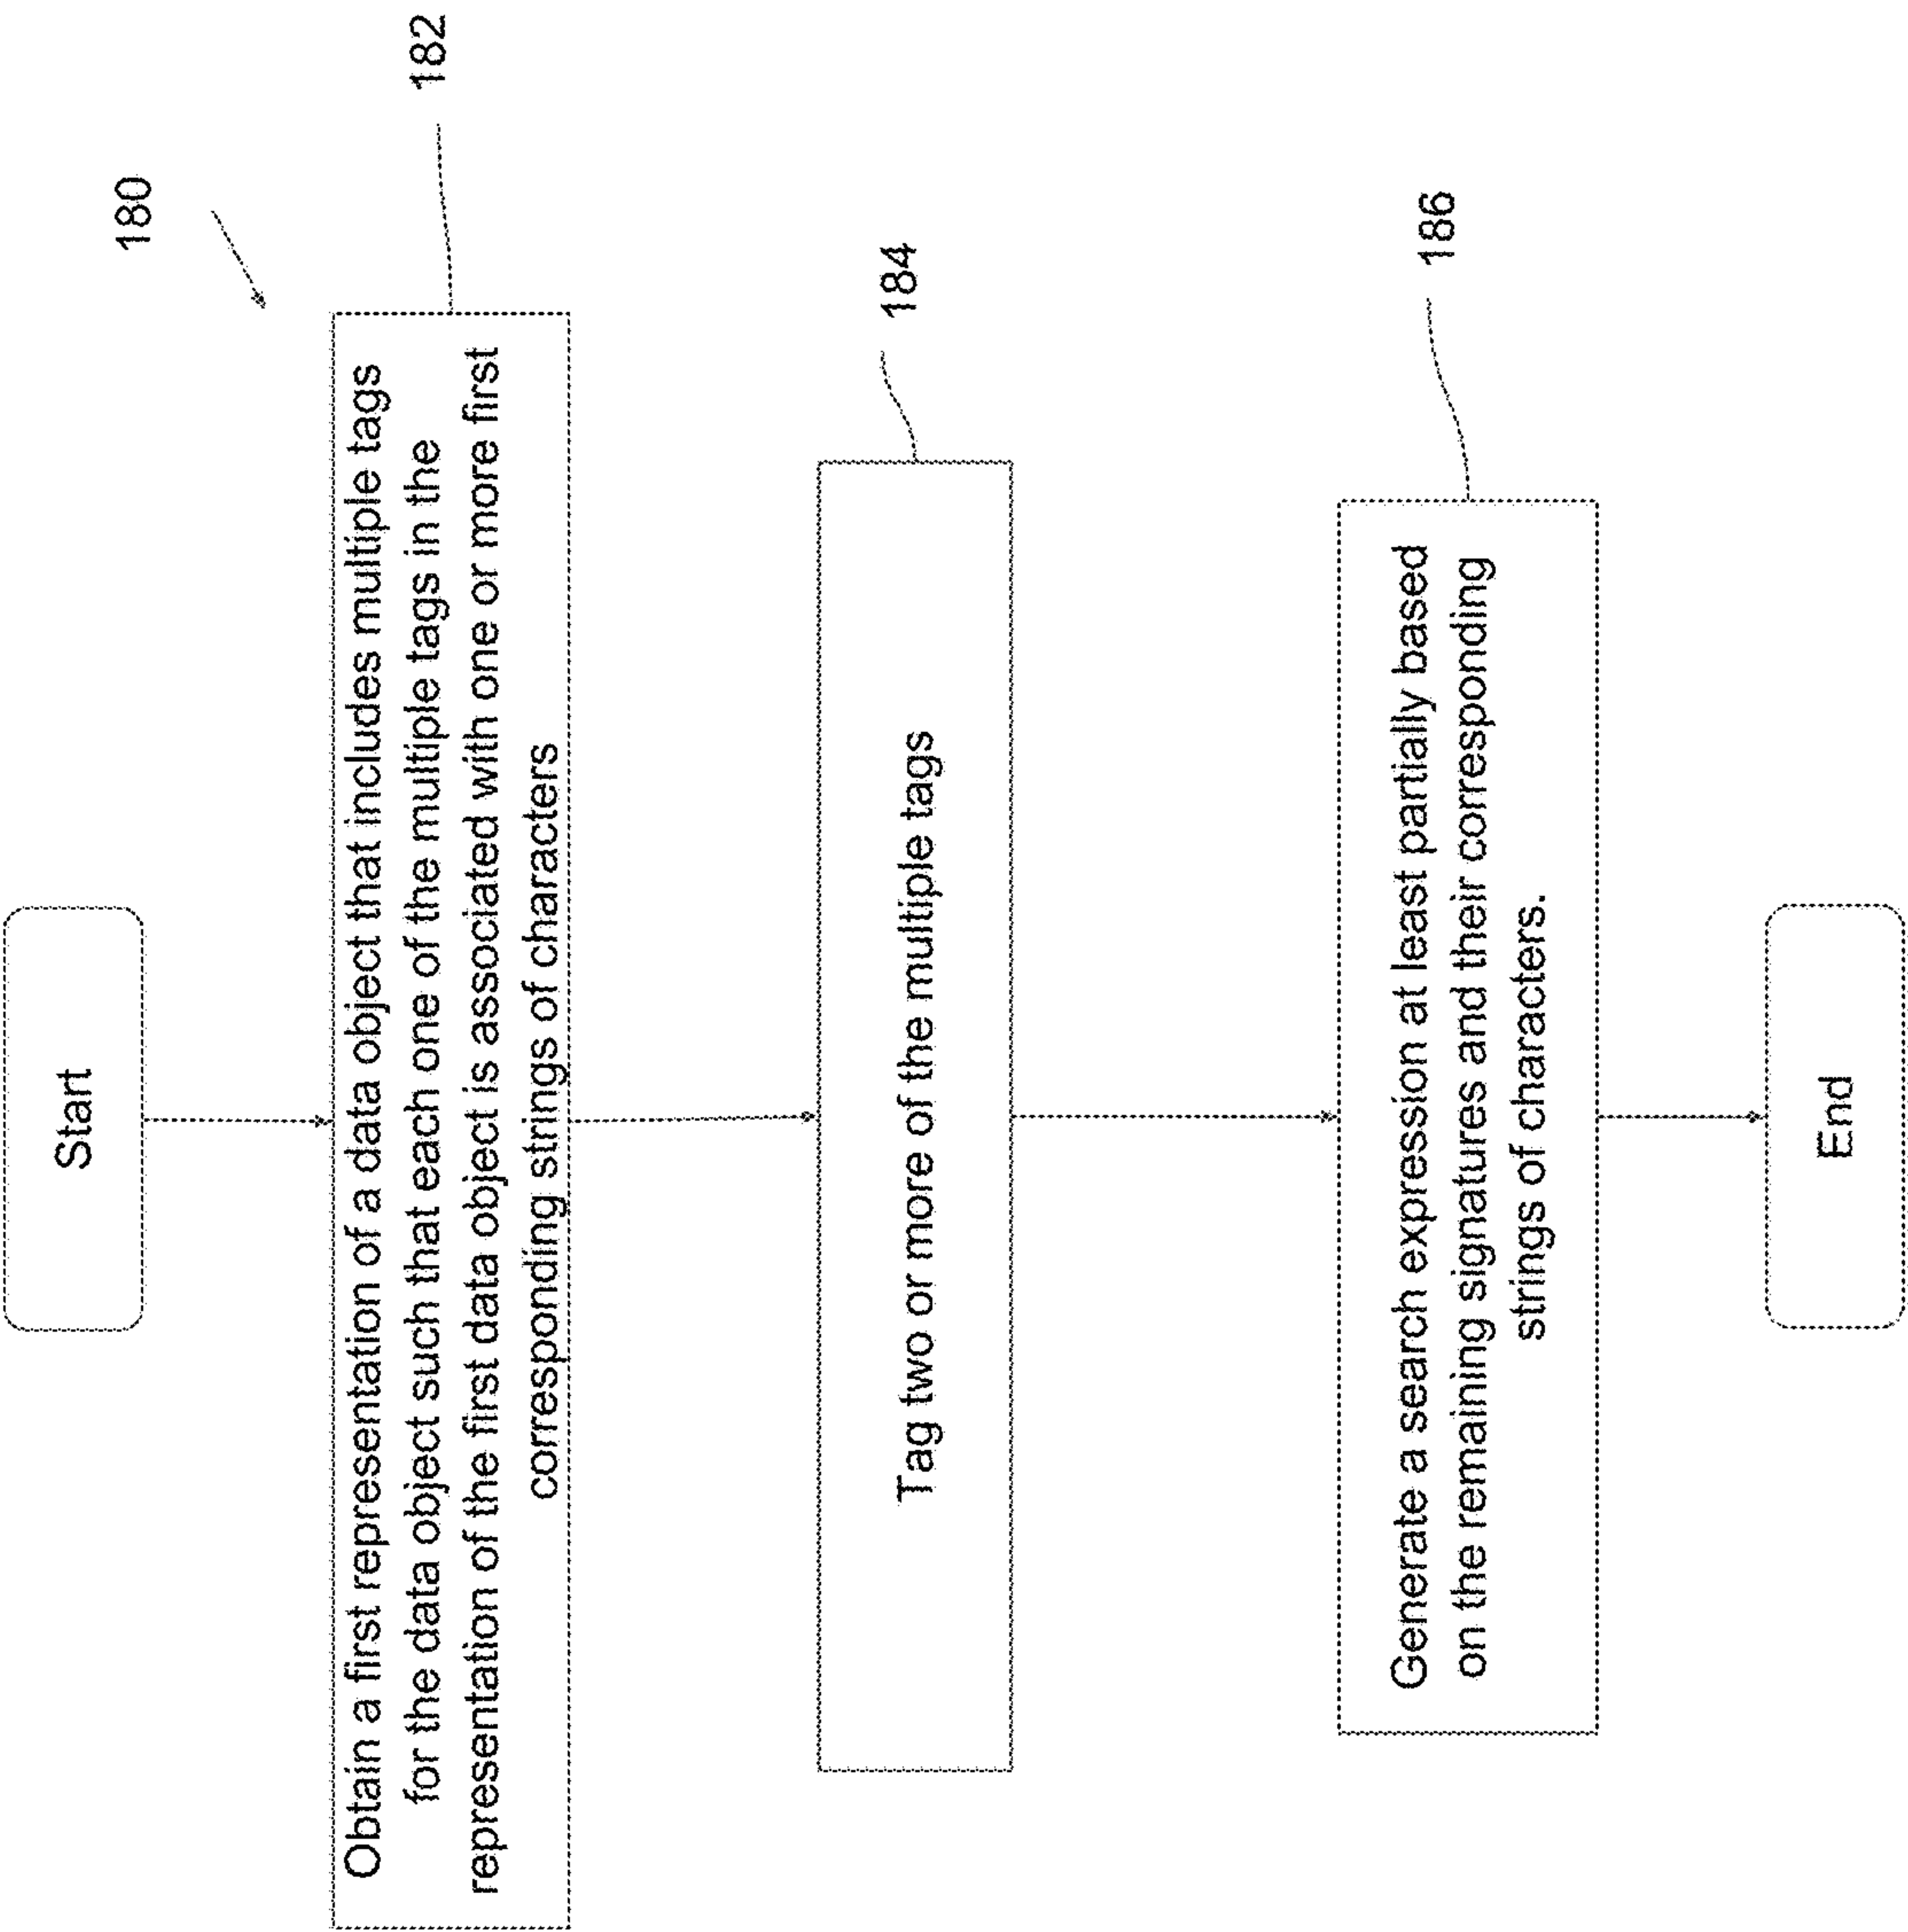 180
Start
182
Obtain a first representation of a data object that includes multiple tags
for the data object such that each one of the multiple tags in the
representation of the first data object is associated with one or more first
corresponding strings of characters
184
Tag two or more of the multiple tags
186
Generate a search expression at least partially based
on the remaining signatures and their corresponding
strings of characters.
End